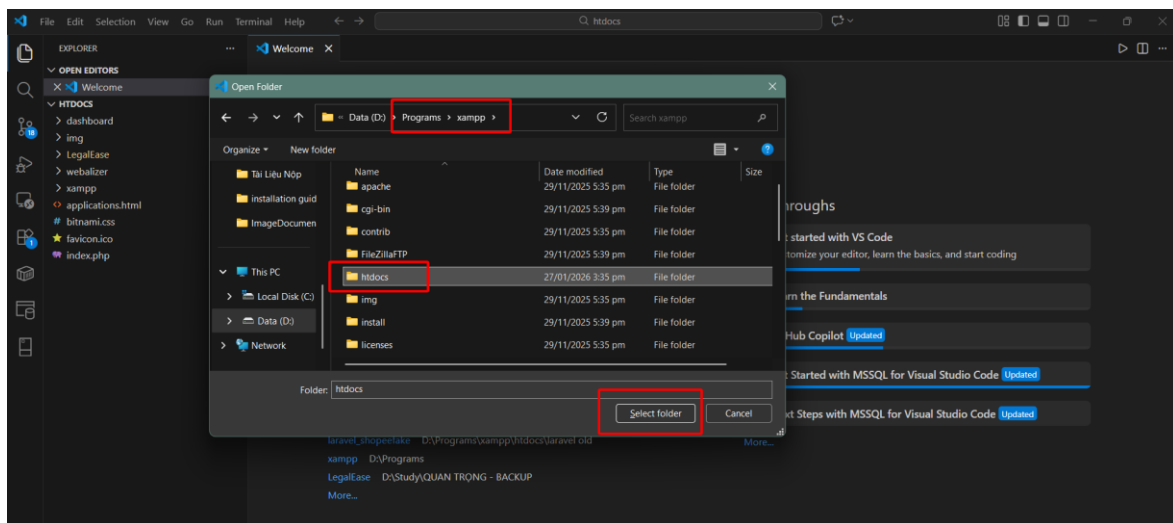 File Edit Selection View Go Run Terminal Help htdocs
EXPLORER
Welcome
OPEN EDITORS
Welcome
HTDOCS
dashboard
img
LegalEase
webalizer
xampp
applications.html
bitnami.css
favicon.ico
index.php
18
1
Open Folder
Data (D:) Programs xampp
Search xampp
Organize New folder
Tài Liệu Nộp
installation guid
ImageDocumen
This PC
Local Disk (C:)
Data (D:)
Network
Name Date modified Type Size
apache 29/11/2025 5:35 pm File folder
cgi-bin 29/11/2025 5:39 pm File folder
contrib 29/11/2025 5:35 pm File folder
FileZillaFTP 29/11/2025 5:39 pm File folder
htdocs 27/01/2026 3:35 pm File folder
img 29/11/2025 5:35 pm File folder
install 29/11/2025 5:39 pm File folder
licenses 29/11/2025 5:35 pm File folder
Folder: htdocs
Select folder Cancel
hroughs
t started with VS Code
tomize your editor, learn the basics, and start coding
rn the Fundamentals
Hub Copilot Updated
t Started with MSSQL for Visual Studio Code Updated
xt Steps with MSSQL for Visual Studio Code Updated
More...
laravel_shopeefake D:\Programs\xampp\htdocs\laravel old
xampp D:\Programs
LegalEase D:\Study\QUAN TRỌNG - BACKUP
More...